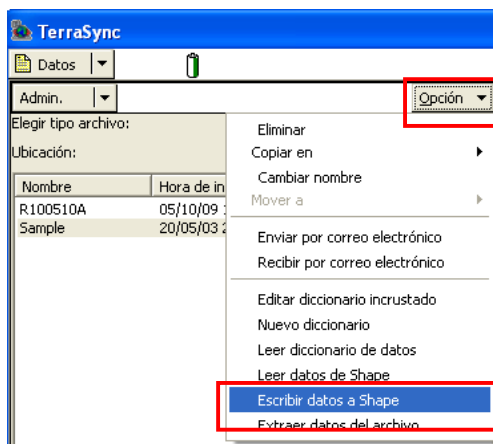 TerraSync
Datos
Admin.
Opción
Elegir tipo archivo:
Ubicación:
Nombre Hora de in
R100510A 05/10/09
Sample 20/05/03 2
Eliminar
Copiar en
Cambiar nombre
Mover a
Enviar por correo electrónico
Recibir por correo electrónico
Editar diccionario incrustado
Nuevo diccionario
Leer diccionario de datos
Leer datos de Shape
Escribir datos a Shape
Extraer datos del archivo